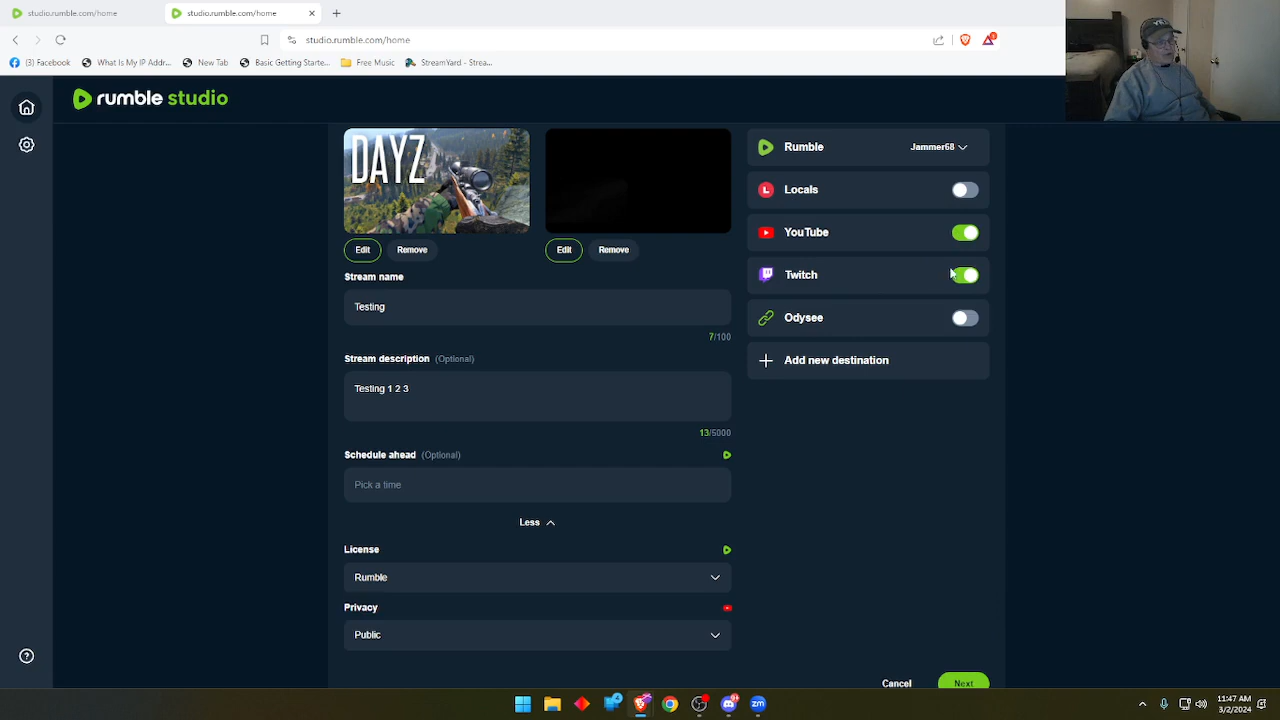 studio.rumble.com/home
studio.rumble.com/home
studio.rumble.com/home
(3) Facebook
What Is My IP Addr...
New Tab
Basic Getting Starte...
Free Music
StreamYard - Strea...
rumble studio
DAYZ
Edit
Remove
Edit
Remove
Stream name
Testing
7/100
Stream description (Optional)
Testing 1 2 3
13/5000
Schedule ahead (Optional)
Pick a time
Less
License
Rumble
Privacy
Public
Rumble
Jammer68
Locals
YouTube
Twitch
Odysee
Add new destination
Cancel
Next
zm
11:47 AM
3/2/2024